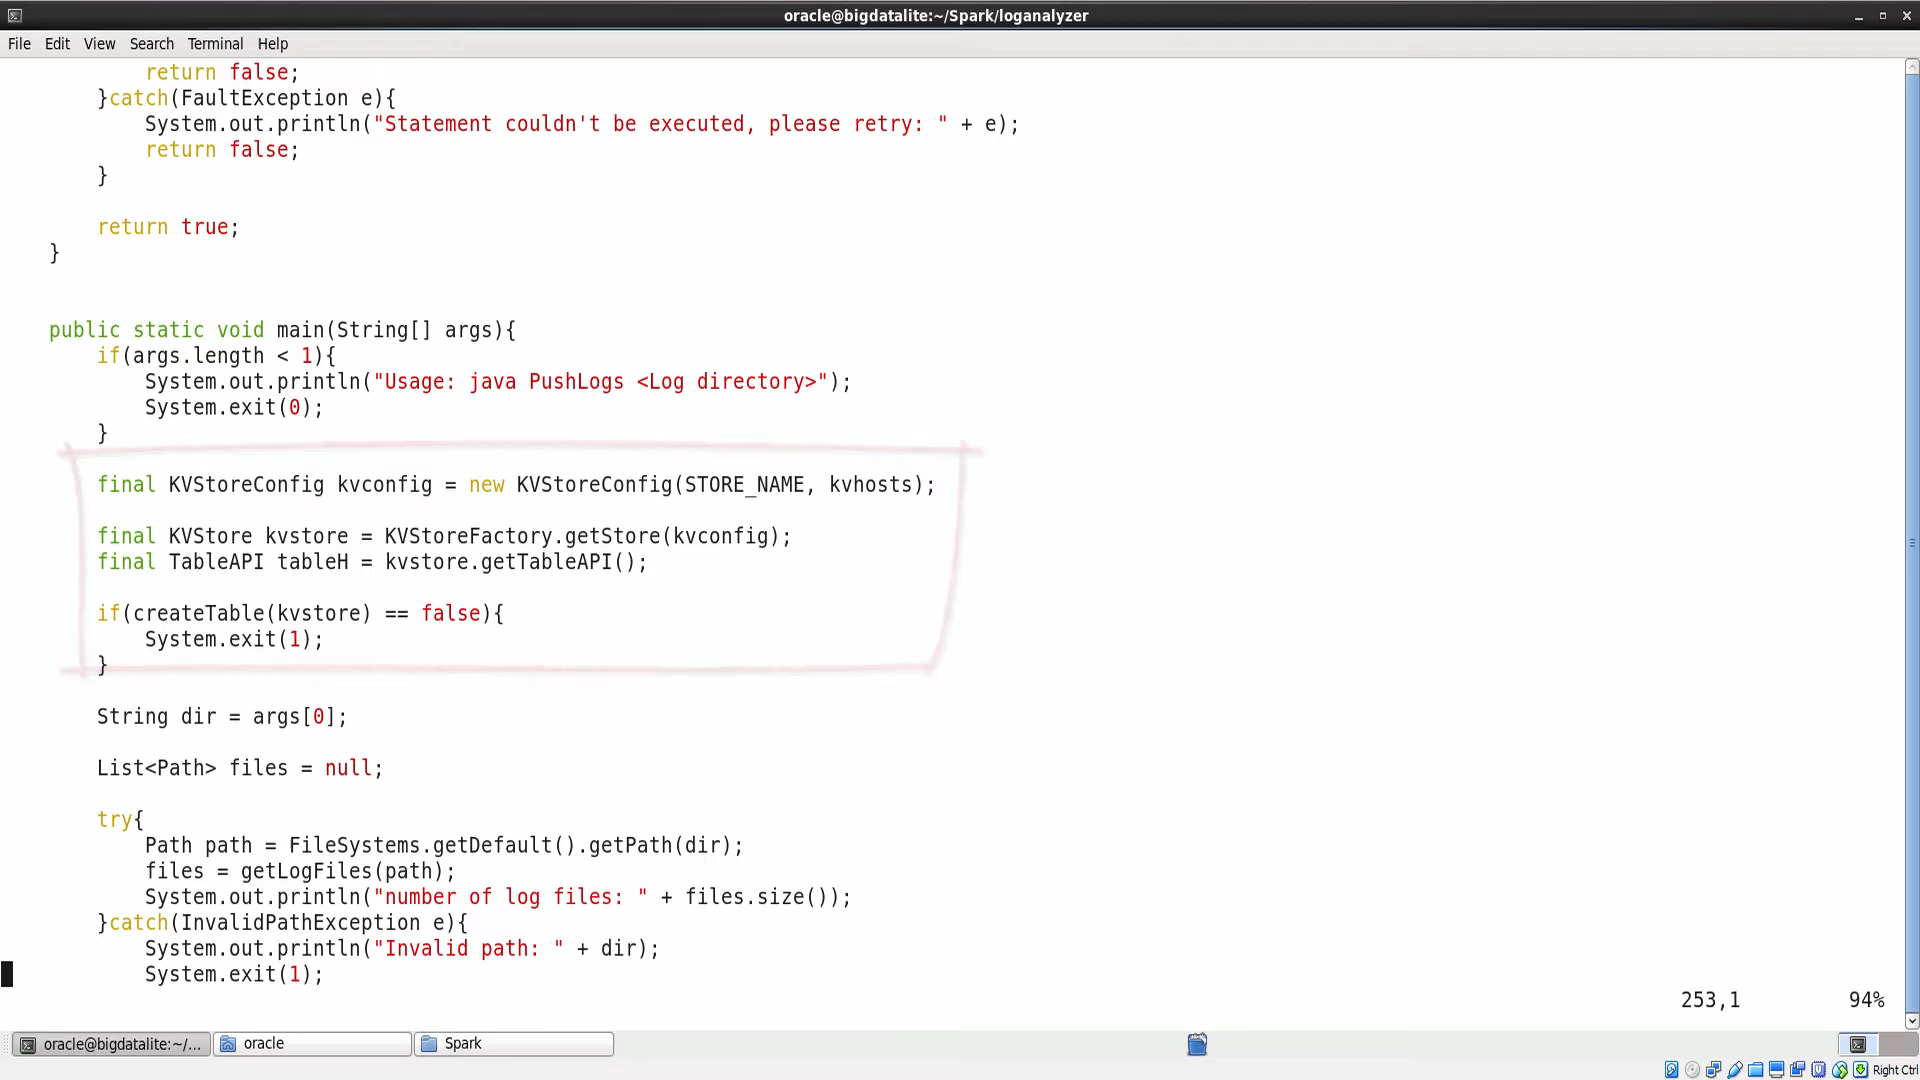 oracle@bigdatalite:~/Spark/loganalyzer
File Edit View Search Terminal Help
return false;
}catch(FaultException e){
System.out.println("Statement couldn't be executed, please retry: " + e);
return false;
}
return true;
}
public static void main(String[] args){
if(args.length < 1){
System.out.println("Usage: java PushLogs <Log directory>");
System.exit(0);
}
final KVStoreConfig kvconfig = new KVStoreConfig(STORE_NAME, kvhosts);
final KVStore kvstore = KVStoreFactory.getStore(kvconfig);
final TableAPI tableH = kvstore.getTableAPI();
if(createTable(kvstore) == false){
System.exit(1);
}
String dir = args[0];
List<Path> files = null;
try{
Path path = FileSystems.getDefault().getPath(dir);
files = getLogFiles(path);
System.out.println("number of log files: " + files.size());
}catch(InvalidPathException e){
System.out.println("Invalid path: " + dir);
System.exit(1);
253,1 94%
oracle@bigdatalite:~/... oracle Spark
Right Ctrl